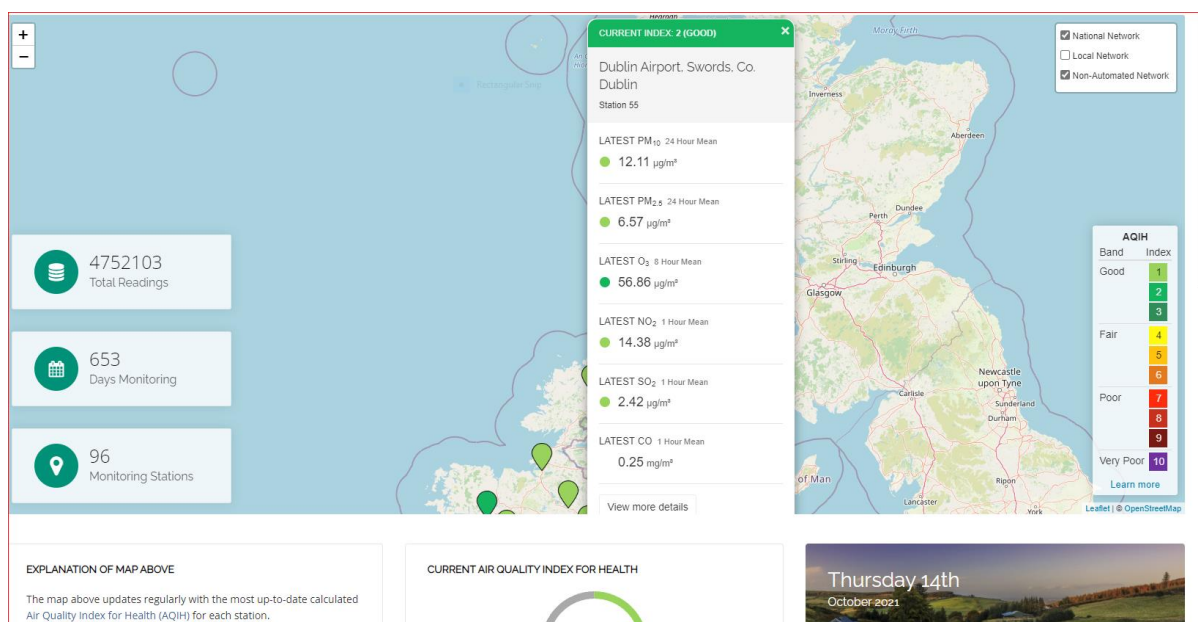 +
−
Moray Firth
Inverness
Aberdeen
Dundee
Perth
Stirling
Edinburgh
Glasgow
Newcastle
upon Tyne
Carlisle
Sunderland
Durham
of Man
Ripon
Lancaster
York
Rectangular Snip
CURRENT INDEX: 2 (GOOD) ×
Dublin Airport, Swords, Co.
Dublin
Station 55
LATEST PM₁₀ 24 Hour Mean
12.11 µg/m³
LATEST PM₂.₅ 24 Hour Mean
6.57 µg/m³
LATEST O₃ 8 Hour Mean
56.86 µg/m³
LATEST NO₂ 1 Hour Mean
14.38 µg/m³
LATEST SO₂ 1 Hour Mean
2.42 µg/m³
LATEST CO 1 Hour Mean
0.25 mg/m³
View more details
National Network
Local Network
Non-Automated Network
4752103
Total Readings
653
Days Monitoring
96
Monitoring Stations
AQIH
Band Index
Good 1
2
3
Fair 4
5
6
Poor 7
8
9
Very Poor 10
Learn more
Leaflet | © OpenStreetMap
EXPLANATION OF MAP ABOVE
The map above updates regularly with the most up-to-date calculated
Air Quality Index for Health (AQIH) for each station.
CURRENT AIR QUALITY INDEX FOR HEALTH
Thursday 14th
October 2021